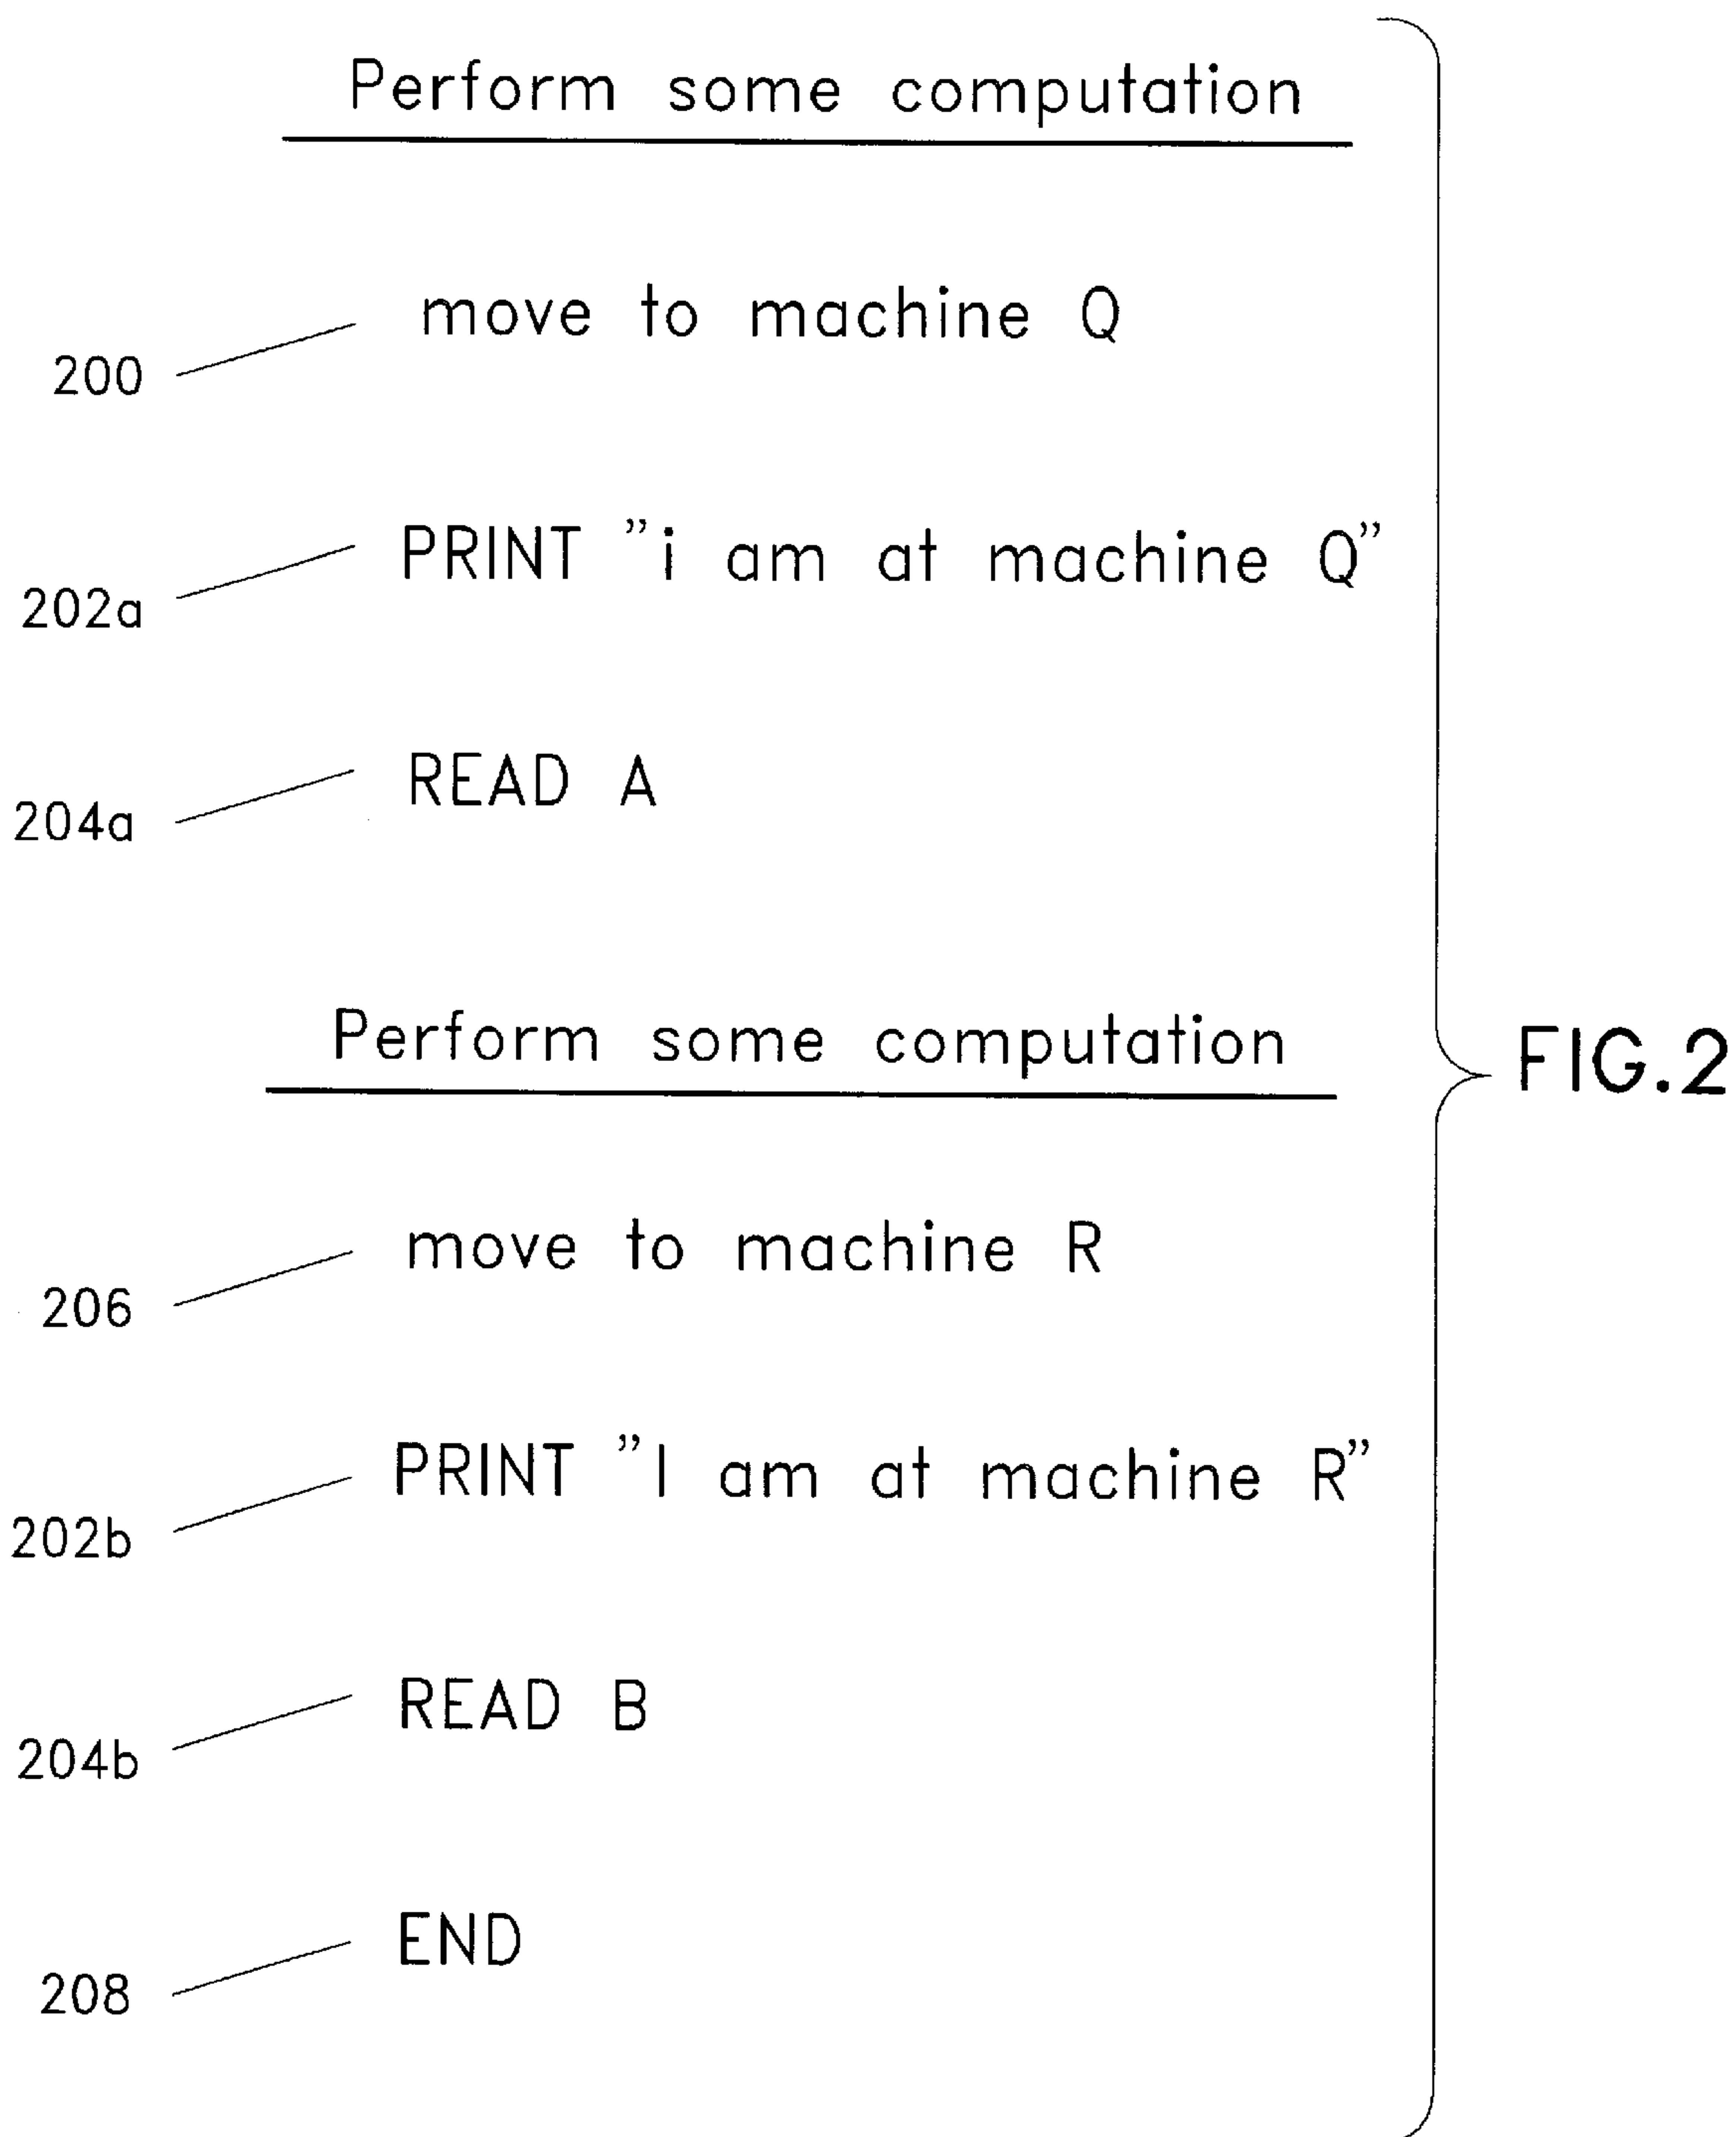 Perform some computation
move to machine Q
200
PRINT ”i am at machine Q”
202a
READ A
204a
Perform some computation
FIG.2
move to machine R
206
PRINT ”I am at machine R”
202b
READ B
204b
END
208